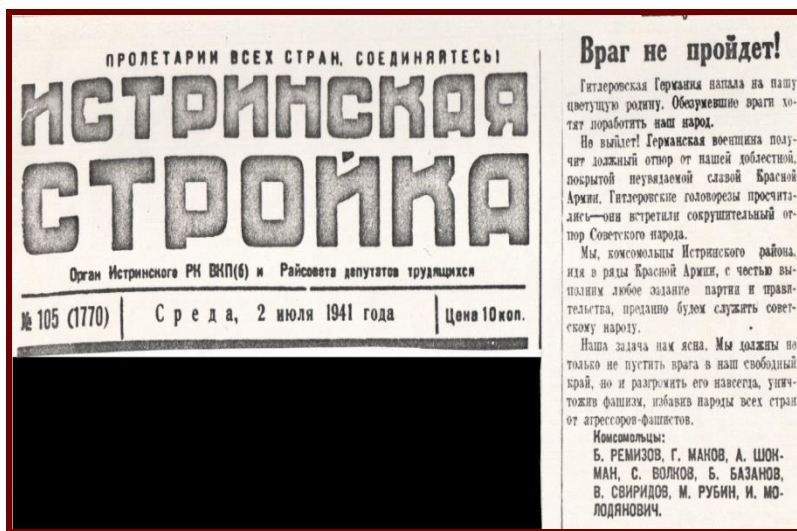 ПРОЛЕТАРИИ ВСЕХ СТРАН, СОЕДИНЯЙТЕСЬ!
ИСТРИНСКАЯ
СТРОЙКА
Орган Истринского РК ВКП(б) и Райсовета депутатов трудящихся
№ 105 (1770) Среда, 2 июля 1941 года Цена 10 коп.
Враг не пройдет!
Гитлеровская Германия напала на нашу
цветущую родину. Обезумевшие враги хо-
тят поработить наш народ.
Не выйдет! Германская военщина полу-
чит должный отпор от нашей доблестной,
покрытой неувядаемой славой Красной
Армии. Гитлеровские головорезы просчита-
лись—они встретили сокрушительный от-
пор Советского народа.
Мы, комсомольцы Истринского района,
идя в ряды Красной Армии, с честью вы-
полним любое задание партии и прави-
тельства, преданно будем служить совет-
скому народу.
Наша задача нам ясна. Мы должны не
только не пустить врага в наш свободный
край, но и разгромить его навсегда, унич-
тожив фашизм, избавив народы всех стран
от агрессоров-фашистов.
Комсомольцы:
Б. РЕМИЗОВ, Г. МАКОВ, А. ШОК-
МАН, С. ВОЛКОВ, Б. БАЗАНОВ,
В. СВИРИДОВ, М. РУБИН, И. МО-
ЛОДЯНОВИЧ.